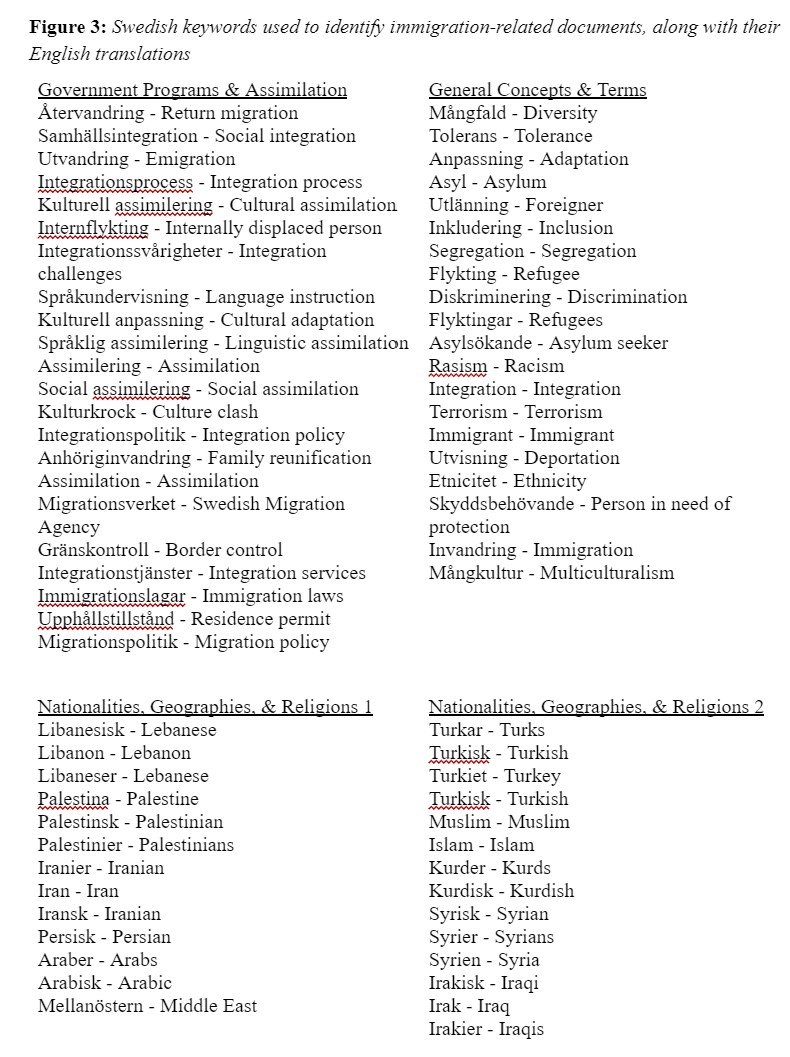 Figure 3: Swedish keywords used to identify immigration-related documents, along with their
English translations
Government Programs & Assimilation
Återvandring - Return migration
Samhällsintegration - Social integration
Utvandring - Emigration
Integrationsprocess - Integration process
Kulturell assimilering - Cultural assimilation
Internflykting - Internally displaced person
Integrationssvårigheter - Integration
challenges
Språkundervisning - Language instruction
Kulturell anpassning - Cultural adaptation
Språklig assimilering - Linguistic assimilation
Assimilering - Assimilation
Social assimilering - Social assimilation
Kulturkrock - Culture clash
Integrationspolitik - Integration policy
Anhöriginvandring - Family reunification
Assimilation - Assimilation
Migrationsverket - Swedish Migration
Agency
Gränskontroll - Border control
Integrationstjänster - Integration services
Immigrationslagar - Immigration laws
Upphållstillstånd - Residence permit
Migrationspolitik - Migration policy
General Concepts & Terms
Mångfald - Diversity
Tolerans - Tolerance
Anpassning - Adaptation
Asyl - Asylum
Utlänning - Foreigner
Inkludering - Inclusion
Segregation - Segregation
Flykting - Refugee
Diskriminering - Discrimination
Flyktingar - Refugees
Asylsökande - Asylum seeker
Rasism - Racism
Integration - Integration
Terrorism - Terrorism
Immigrant - Immigrant
Utvisning - Deportation
Etnicitet - Ethnicity
Skyddsbehövande - Person in need of
protection
Invandring - Immigration
Mångkultur - Multiculturalism
Nationalities, Geographies, & Religions 1
Libanesisk - Lebanese
Libanon - Lebanon
Libaneser - Lebanese
Palestina - Palestine
Palestinsk - Palestinian
Palestinier - Palestinians
Iranier - Iranian
Iran - Iran
Iransk - Iranian
Persisk - Persian
Araber - Arabs
Arabisk - Arabic
Mellanöstern - Middle East
Nationalities, Geographies, & Religions 2
Turkar - Turks
Turkisk - Turkish
Turkiet - Turkey
Turkisk - Turkish
Muslim - Muslim
Islam - Islam
Kurder - Kurds
Kurdisk - Kurdish
Syrisk - Syrian
Syrier - Syrians
Syrien - Syria
Irakisk - Iraqi
Irak - Iraq
Irakier - Iraqis